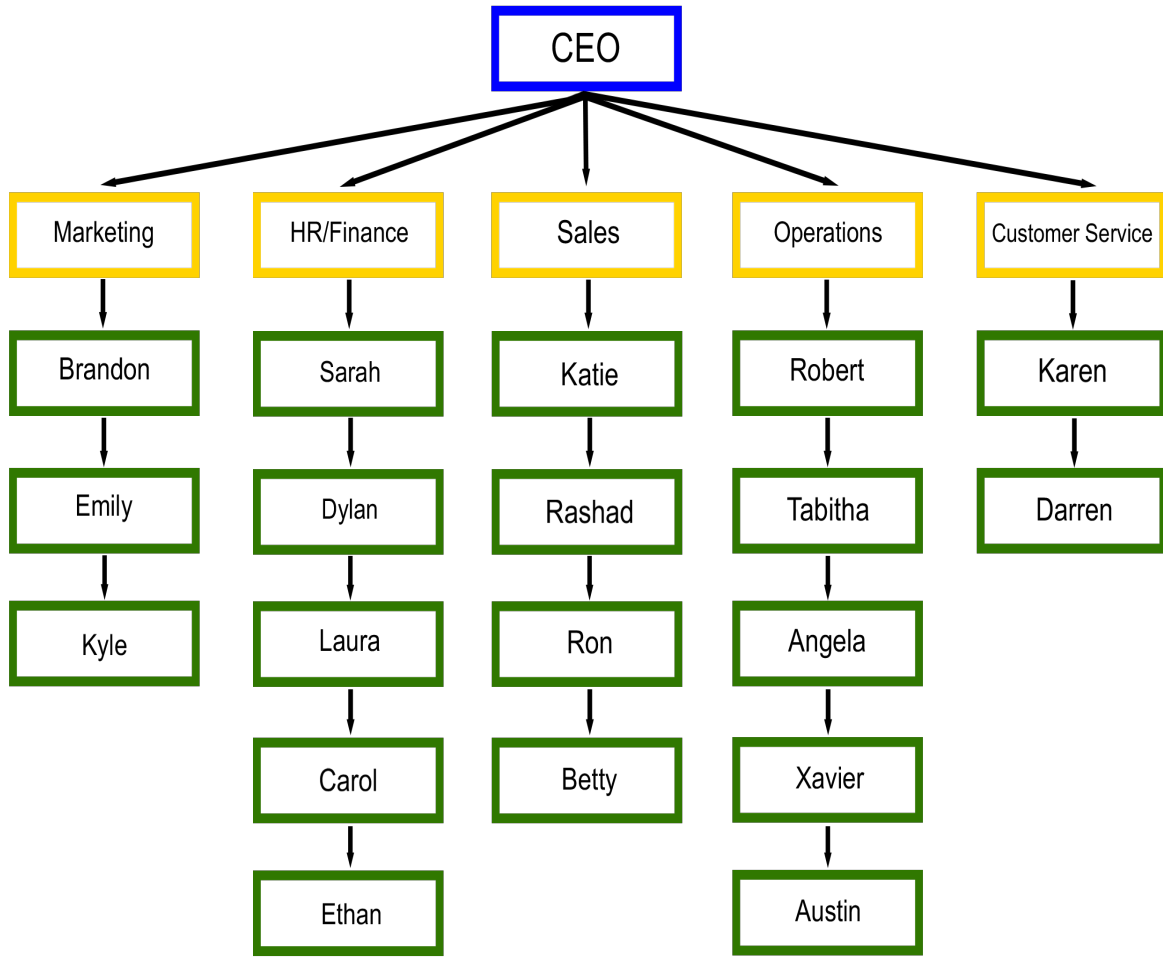 CEO
Marketing
HR/Finance
Sales
Operations
Customer Service
Brandon
Sarah
Katie
Robert
Karen
Emily
Dylan
Rashad
Tabitha
Darren
Kyle
Laura
Ron
Angela
Carol
Betty
Xavier
Ethan
Austin